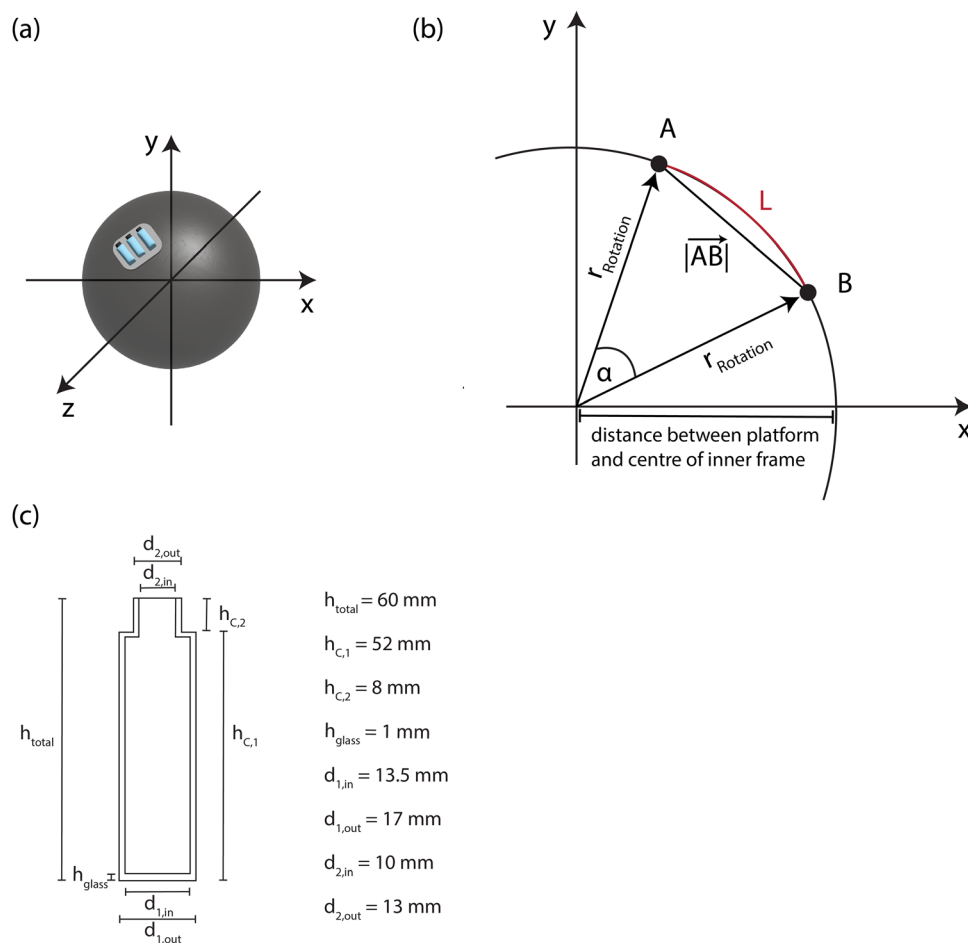 (a)
y
x
z
(b)
y
A
L
r_Rotation
|AB|
B
α
r_Rotation
x
distance between platform
and centre of inner frame
(c)
d_2,out
d_2,in
h_C,2
h_total
h_C,1
h_glass
d_1,in
d_1,out
h_total = 60 mm
h_C,1 = 52 mm
h_C,2 = 8 mm
h_glass = 1 mm
d_1,in = 13.5 mm
d_1,out = 17 mm
d_2,in = 10 mm
d_2,out = 13 mm